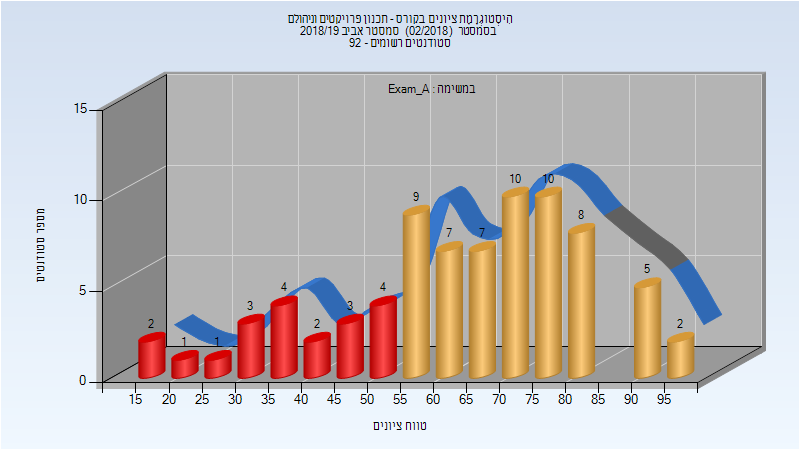 היסטוגרמת ציונים בקורס - תכנון פרויקטים וניהולם
בסמסטר (02/2018) סמסטר אביב 2018/19
סטודנטים רשומים - 92
במשימה : Exam_A
מספר סטודנטים
15
10
5
0
2
1
1
3
4
2
3
4
9
7
7
10
10
8
5
2
15 20 25 30 35 40 45 50 55 60 65 70 75 80 85 90 95
טווח ציונים